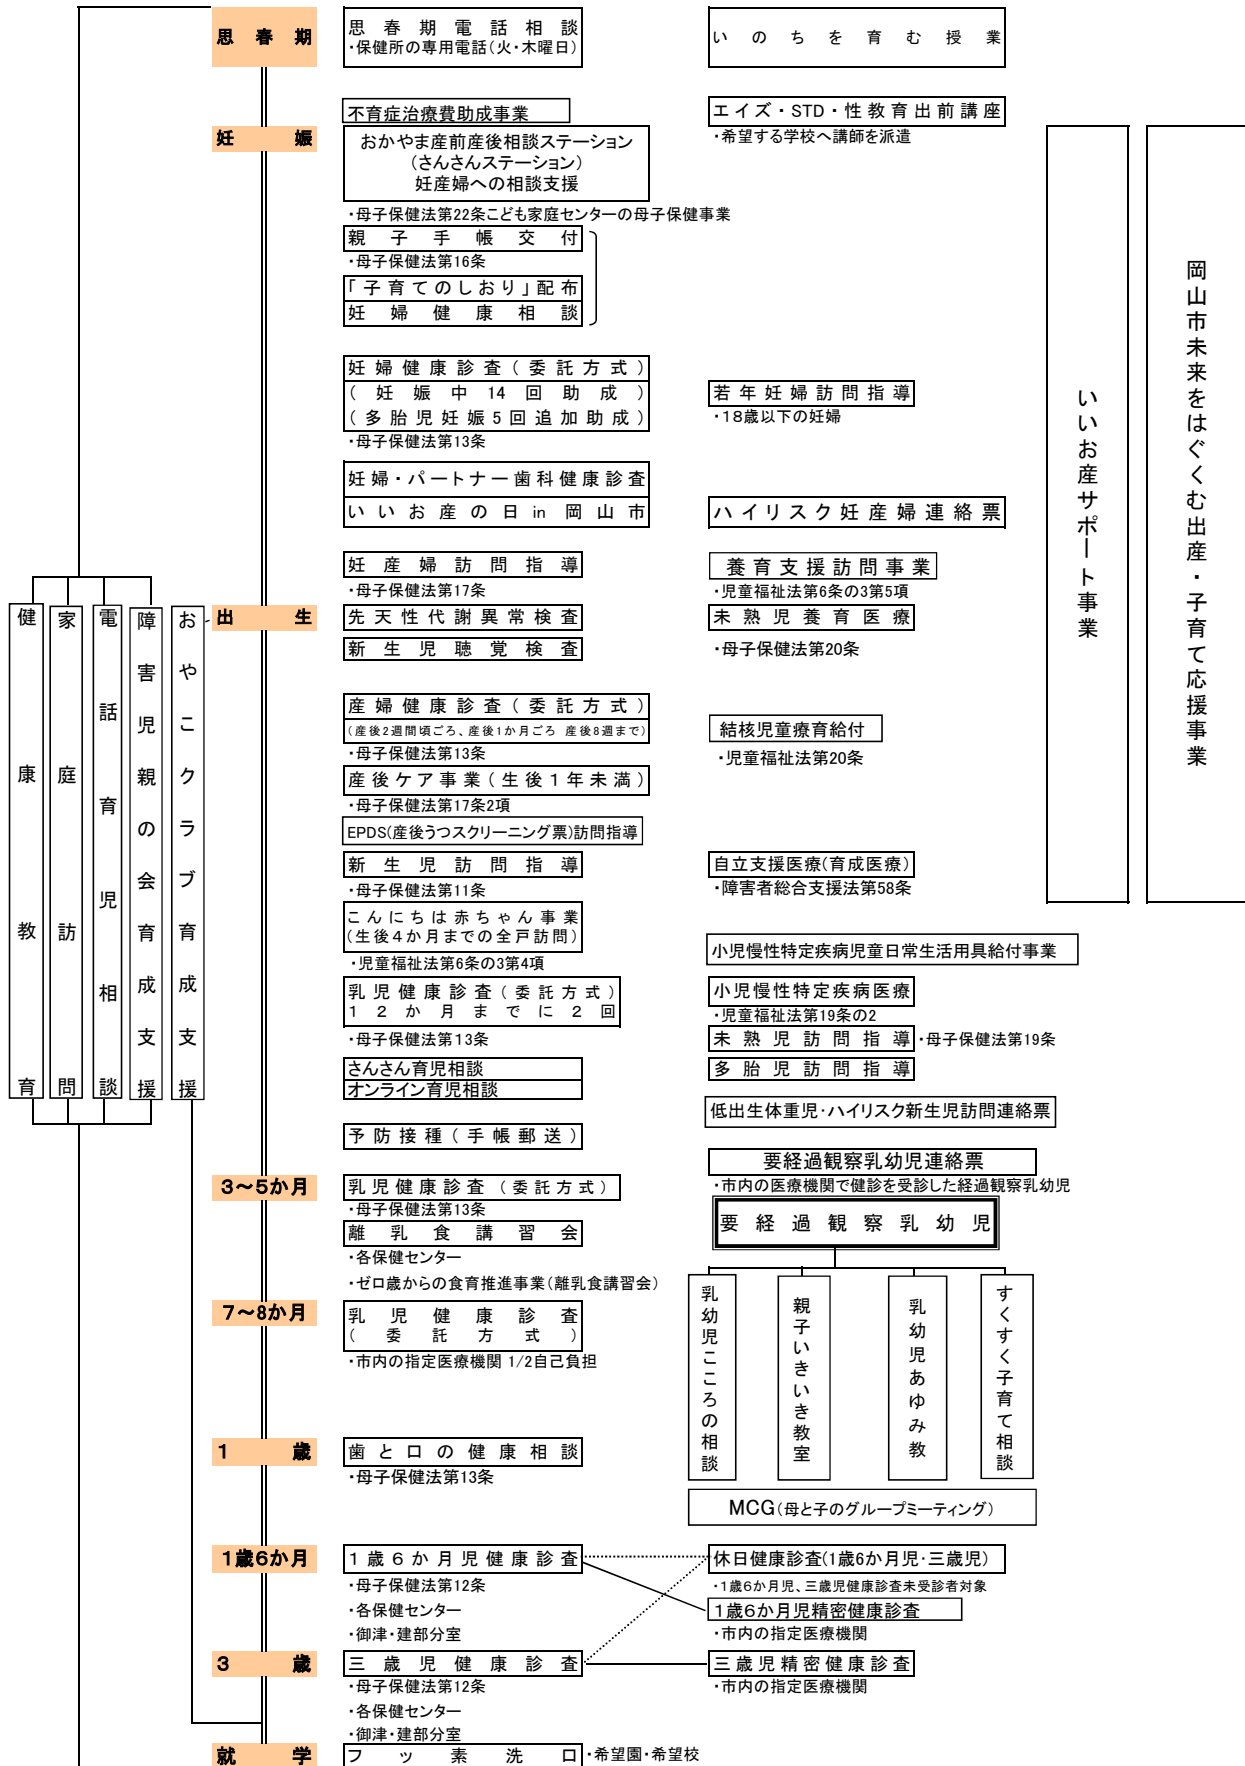 思春期
思春期電話相談
・保健所の専用電話(火・木曜日)
いのちを育む授業
不育症治療費助成事業
エイズ・STD・性教育出前講座
・希望する学校へ講師を派遣
妊娠
おかやま産前産後相談ステーション
(さんさんステーション)
妊産婦への相談支援
・母子保健法第22条こども家庭センターの母子保健事業
親子手帳交付
・母子保健法第16条
「子育てのしおり」配布
妊婦健康相談
妊婦健康診査(委託方式)
(妊娠中14回助成)
(多胎児妊娠5回追加助成)
・母子保健法第13条
若年妊婦訪問指導
・18歳以下の妊婦
妊婦・パートナー歯科健康診査
いいお産の日in岡山市
ハイリスク妊産婦連絡票
妊産婦訪問指導
・母子保健法第17条
養育支援訪問事業
・児童福祉法第6条の3第5項
出生
先天性代謝異常検査
新生児聴覚検査
未熟児養育医療
・母子保健法第20条
産婦健康診査(委託方式)
(産後2週間頃ごろ、産後1か月ごろ 産後8週まで)
・母子保健法第13条
結核児童療育給付
・児童福祉法第20条
産後ケア事業(生後1年未満)
・母子保健法第17条2項
EPDS(産後うつスクリーニング票)訪問指導
新生児訪問指導
・母子保健法第11条
自立支援医療(育成医療)
・障害者総合支援法第58条
こんにちは赤ちゃん事業
(生後4か月までの全戸訪問)
・児童福祉法第6条の3第4項
小児慢性特定疾病児童日常生活用具給付事業
乳児健康診査(委託方式)
12か月までに2回
・母子保健法第13条
小児慢性特定疾病医療
・児童福祉法第19条の2
未熟児訪問指導・母子保健法第19条
多胎児訪問指導
さんさん育児相談
オンライン育児相談
低出生体重児・ハイリスク新生児訪問連絡票
予防接種(手帳郵送)
要経過観察乳幼児連絡票
・市内の医療機関で健診を受診した経過観察乳幼児
3～5か月
乳児健康診査(委託方式)
・母子保健法第13条
離乳食講習会
・各保健センター
・ゼロ歳からの食育推進事業(離乳食講習会)
要経過観察乳幼児
乳幼児こころの相談
親子いきいき教室
乳幼児あゆみ教
すくすく子育て相談
7～8か月
乳児健康診査
(委託方式)
・市内の指定医療機関 1/2自己負担
1歳
歯と口の健康相談
・母子保健法第13条
MCG(母と子のグループミーティング)
1歳6か月
1歳6か月児健康診査
・母子保健法第12条
・各保健センター
・御津・建部分室
休日健康診査(1歳6か月児・三歳児)
・1歳6か月児、三歳児健康診査未受診者対象
1歳6か月児精密健康診査
・市内の指定医療機関
3歳
三歳児健康診査
・母子保健法第12条
・各保健センター
・御津・建部分室
三歳児精密健康診査
・市内の指定医療機関
就学
フッ素洗口・希望園・希望校
健康教育
家庭訪問
電話育児相談
障害児親の会育成支援
おやこクラブ育成支援
いいお産サポート事業
岡山市未来をはぐくむ出産・子育て応援事業